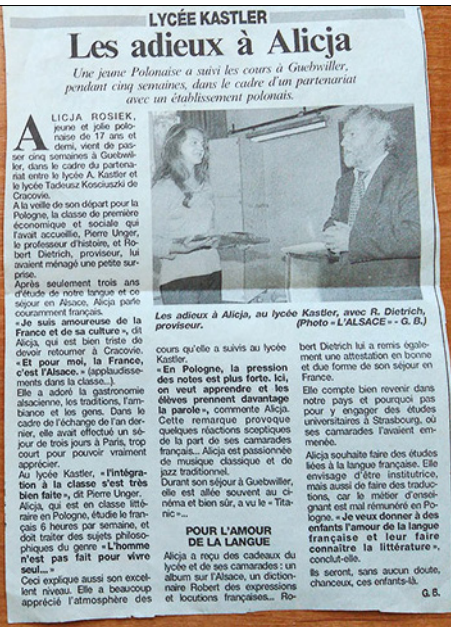 LYCÉE KASTLER
Les adieux à Alicja
Une jeune Polonaise a suivi les cours à Guebwiller,
pendant cinq semaines, dans le cadre d'un partenariat
avec un établissement polonais.
ALICJA ROSIEK,
jeune et jolie polo-
naise de 17 ans et
demi, vient de pas-
ser cinq semaines à Guebwil-
ler, dans le cadre du partena-
riat entre le lycée A. Kastler et
le lycée Tadeusz Kosciuszki de
Cracovie.
A la veille de son départ pour la
Pologne, la classe de première
économique et sociale qui
l'avait accueillie, Pierre Unger,
le professeur d'histoire, et Ro-
bert Dietrich, proviseur, lui
avaient ménagé une petite sur-
prise.
Après seulement trois ans
d'étude de notre langue et ce
séjour en Alsace, Alicja parle
couramment français.
«Je suis amoureuse de la
France et de sa culture», dit
Alicja, qui est bien triste de
devoir retourner à Cracovie.
«Et pour moi, la France,
c'est l'Alsace.» (applaudisse-
ments dans la classe...)
Elle a adoré la gastronomie
alsacienne, les traditions, l'am-
biance et les gens. Dans le
cadre de l'échange de l'an der-
nier, elle avait effectué un sé-
jour de trois jours à Paris, trop
court pour pouvoir vraiment
apprécier.
Au lycée Kastler, «l'intégra-
tion à la classe s'est très
bien faite», dit Pierre Unger.
Alicja, qui est en classe litté-
raire en Pologne, étudie le fran-
çais 6 heures par semaine, et
doit traiter des sujets philoso-
phiques du genre «L'homme
n'est pas fait pour vivre
seul...»
Ceci explique aussi son excel-
lent niveau. Elle a beaucoup
apprécié l'atmosphère des
Les adieux à Alicja, au lycée Kastler, avec R. Dietrich,
proviseur. (Photo «L'ALSACE» - G. B.)
cours qu'elle a suivis au lycée
Kastler.
«En Pologne, la pression
des notes est plus forte. Ici,
on veut apprendre et les
élèves prennent davantage
la parole», commente Alicja.
Cette remarque provoque
quelques réactions sceptiques
de la part de ses camarades
français... Alicja est passionnée
de musique classique et de
jazz traditionnel.
Durant son séjour à Guebwiller,
elle est allée souvent au ci-
néma et bien sûr, a vu le «Tita-
nic»...
POUR L'AMOUR
DE LA LANGUE
Alicja a reçu des cadeaux du
lycée et de ses camarades : un
album sur l'Alsace, un diction-
naire Robert des expressions
et locutions françaises... Ro-
bert Dietrich lui a remis égale-
ment une attestation en bonne
et due forme de son séjour en
France.
Elle compte bien revenir dans
notre pays et pourquoi pas
pour y engager des études
universitaires à Strasbourg, où
ses camarades l'avaient em-
menée.
Alicja souhaite faire des études
liées à la langue française. Elle
envisage d'être institutrice,
mais aussi de faire des traduc-
tions, car le métier d'ensei-
gnant est mal rémunéré en Po-
logne. «Je veux donner à des
enfants l'amour de la langue
française et leur faire
connaître la littérature»,
conclut-elle.
Ils seront, sans aucun doute,
chanceux, ces enfants-là.
G. B.